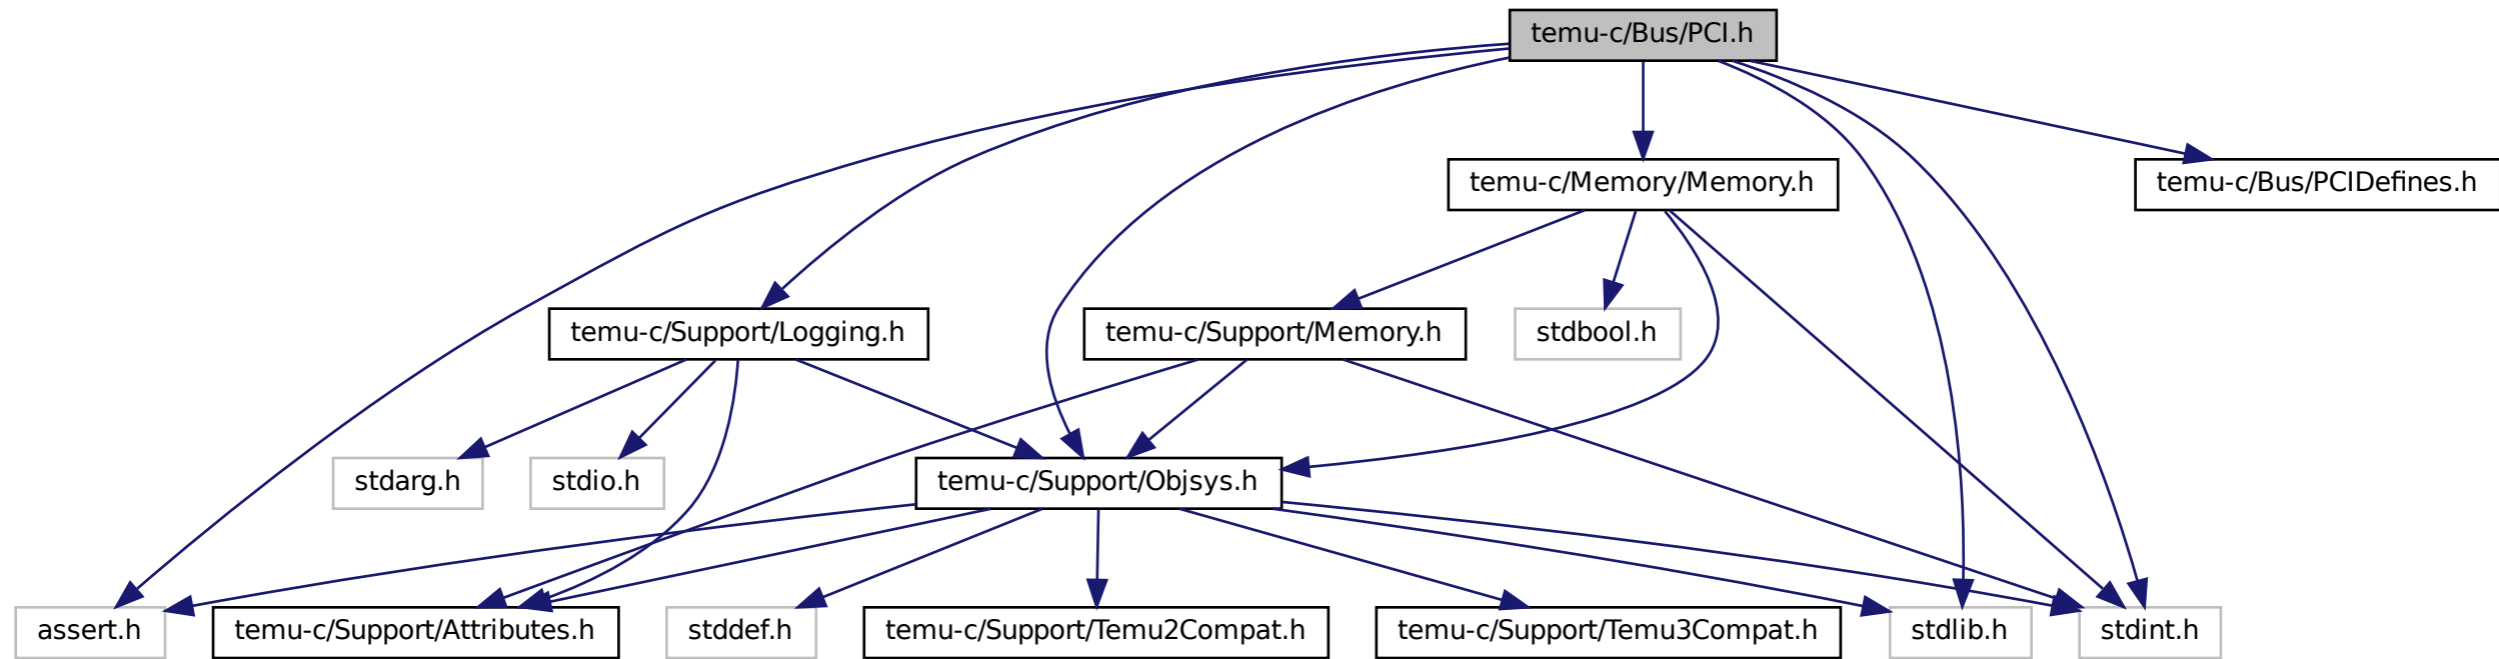 temu-c/Bus/PCI.h
temu-c/Memory/Memory.h
temu-c/Bus/PCIDefines.h
temu-c/Support/Logging.h
temu-c/Support/Memory.h
stdbool.h
stdarg.h
stdio.h
temu-c/Support/Objsys.h
assert.h
temu-c/Support/Attributes.h
stddef.h
temu-c/Support/Temu2Compat.h
temu-c/Support/Temu3Compat.h
stdlib.h
stdint.h